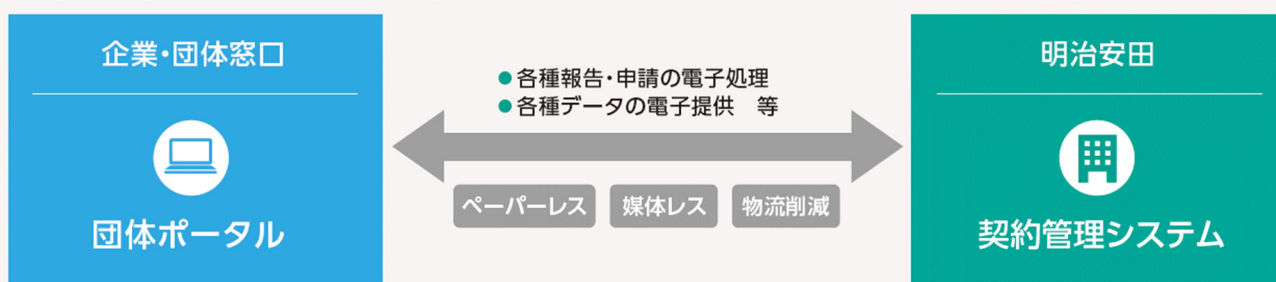 企業・団体窓口
団体ポータル
●各種報告・申請の電子処理
●各種データの電子提供　等
ペーパーレス
媒体レス
物流削減
明治安田
契約管理システム